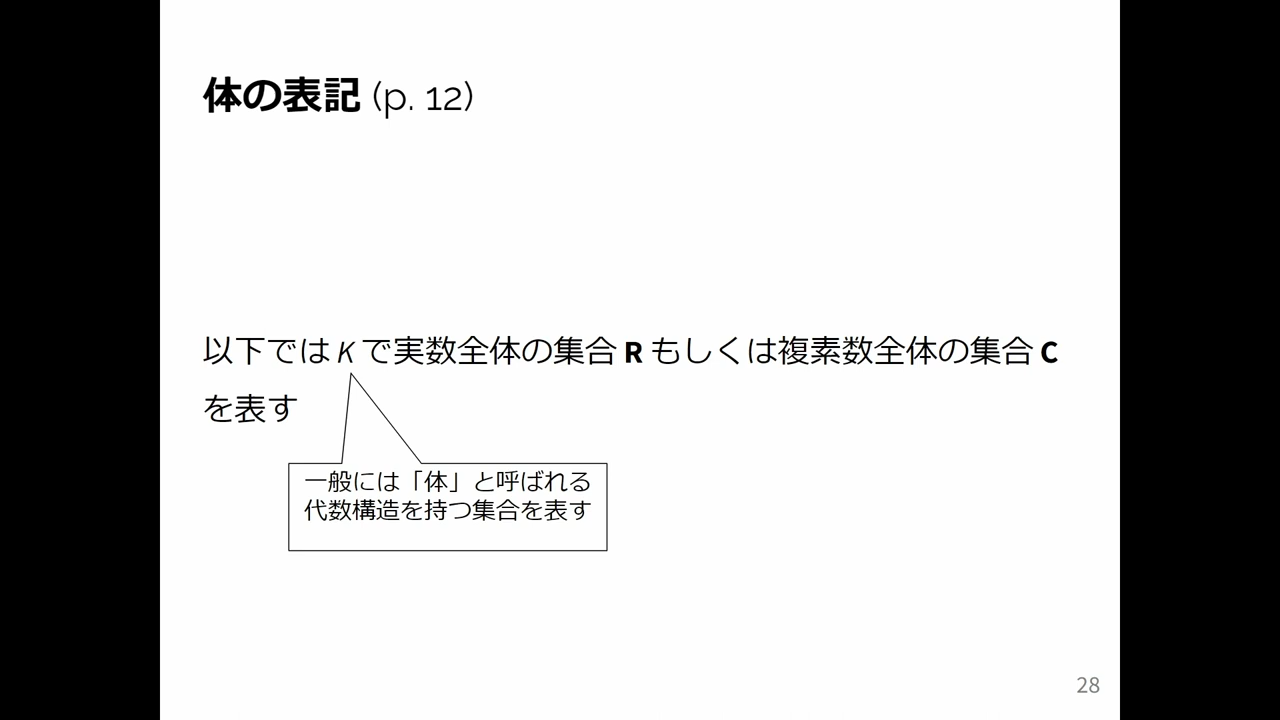 体の表記 (p. 12)
以下では K で実数全体の集合 R もしくは複素数全体の集合 C
を表す
一般には「体」と呼ばれる
代数構造を持つ集合を表す
28